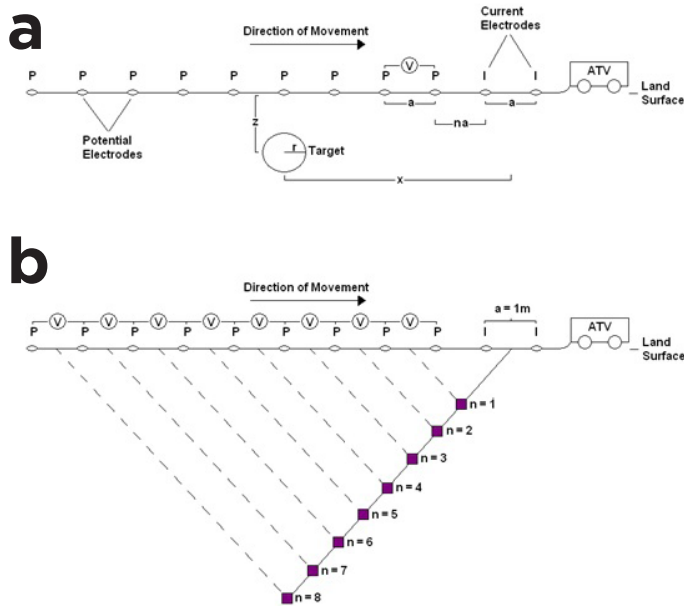 a
Direction of Movement
Current
Electrodes
P P P P P P P P P I I
V
ATV
Land
Surface
a
a
na
z
Potential
Electrodes
r
Target
x
b
Direction of Movement
a = 1m
V V V V V V V V
P P P P P P P P P I I
ATV
Land
Surface
n = 1
n = 2
n = 3
n = 4
n = 5
n = 6
n = 7
n = 8